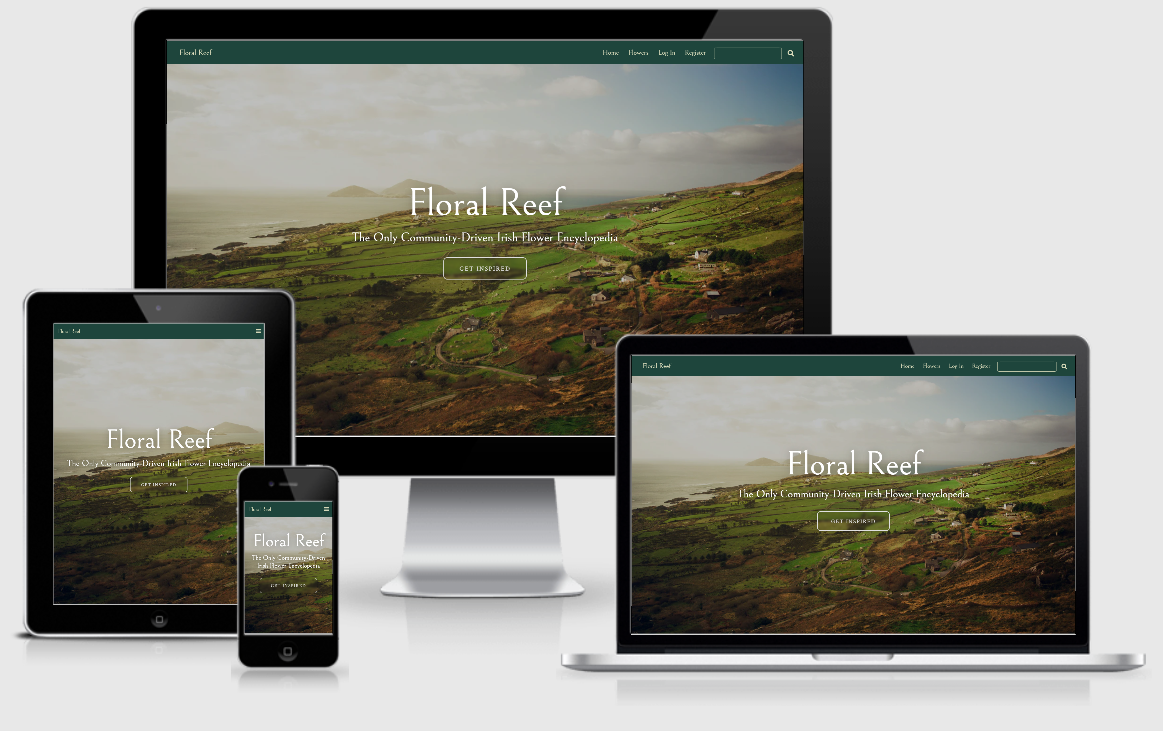 Floral Reef
Home Flowers Log In Register
Floral Reef
The Only Community-Driven Irish Flower Encyclopedia
GET INSPIRED
Floral Reef
Floral Reef
The Only Community-Driven Irish Flower Encyclopedia
GET INSPIRED
Floral Reef
Floral Reef
The Only Community-Driven
Irish Flower Encyclopedia
GET INSPIRED
Floral Reef
Home Flowers Log In Register
Floral Reef
The Only Community-Driven Irish Flower Encyclopedia
GET INSPIRED